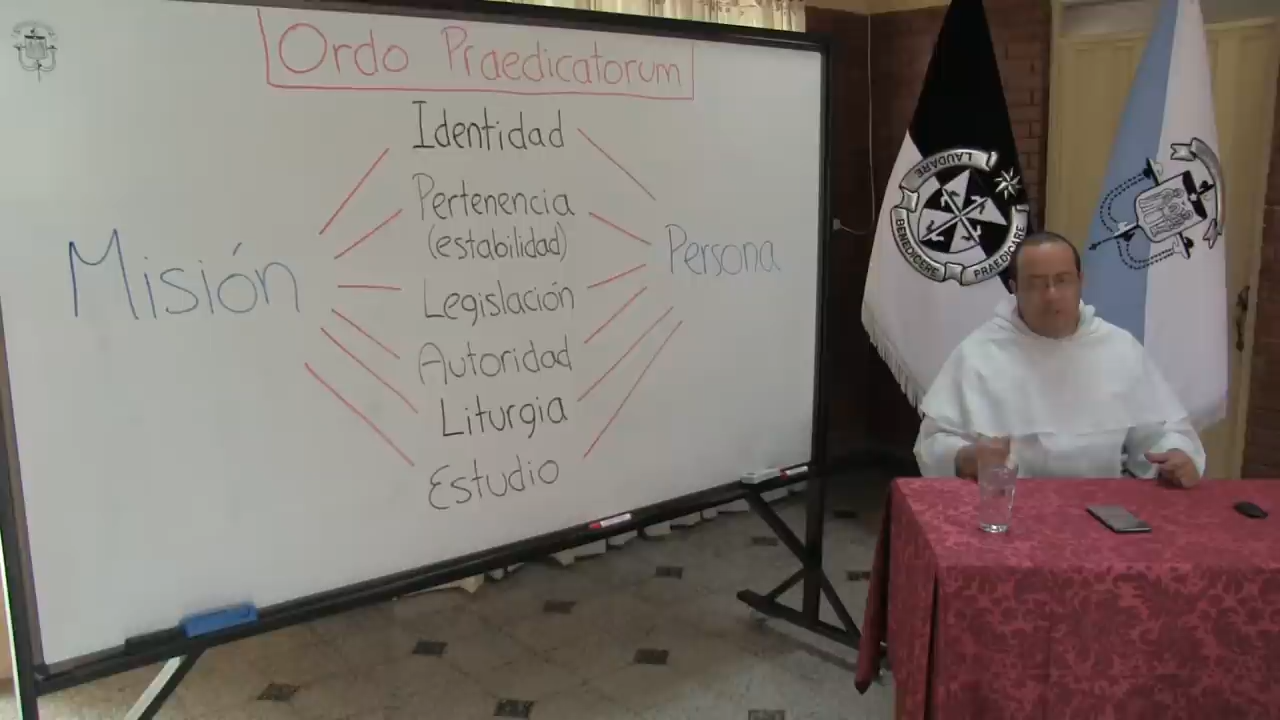 Ordo Praedicatorum
Identidad
Pertenencia
(estabilidad)
Misión
Persona
Legislación
Autoridad
Liturgia
Estudio
LAUDARE
BENEDICERE
PRAEDICARE